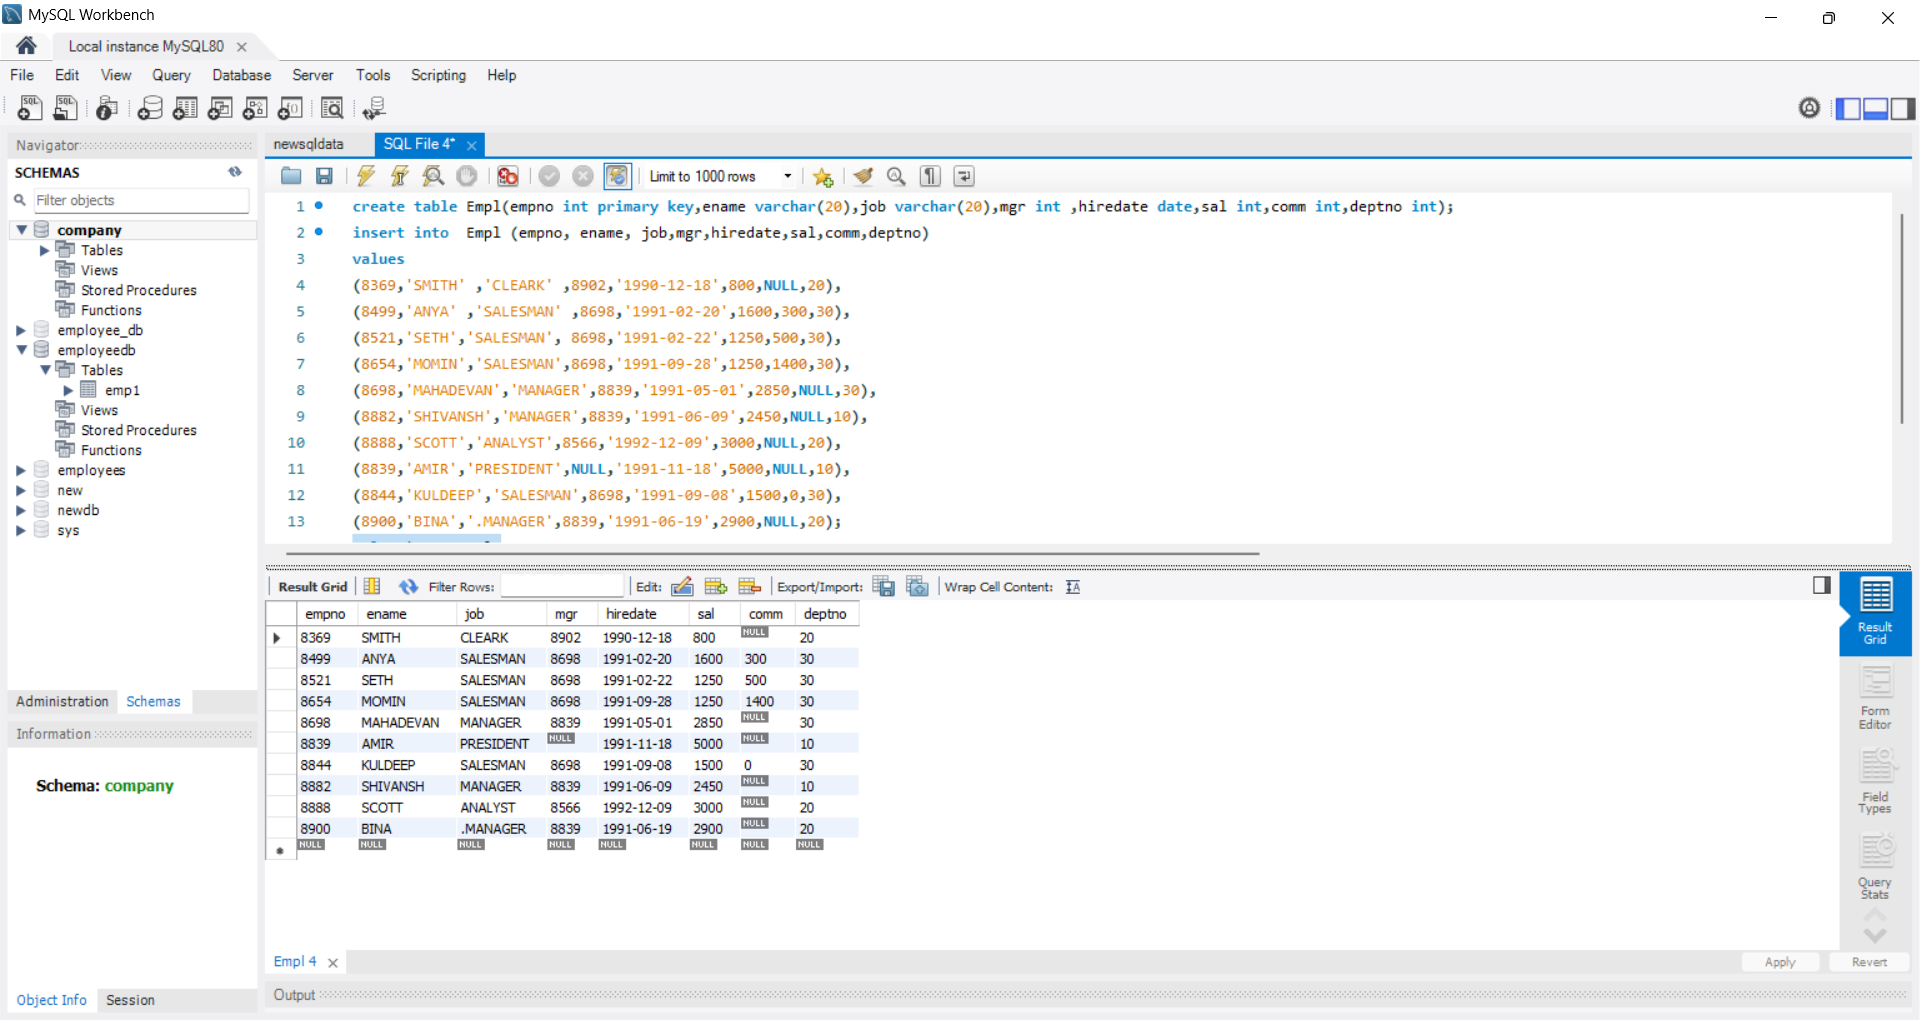 MySQL Workbench
Local instance MySQL80
File Edit View Query Database Server Tools Scripting Help
Navigator
SCHEMAS
Filter objects
company
Tables
Views
Stored Procedures
Functions
employee_db
employeedb
Tables
emp1
Views
Stored Procedures
Functions
employees
new
newdb
sys
Administration Schemas
Information
Schema: company
Object Info Session
newsqldata SQL File 4*
Limit to 1000 rows
1 create table Empl(empno int primary key,ename varchar(20),job varchar(20),mgr int ,hiredate date,sal int,comm int,deptno int);
2 insert into Empl (empno, ename, job,mgr,hiredate,sal,comm,deptno)
3 values
4 (8369,'SMITH' ,'CLEARK' ,8902,'1990-12-18',800,NULL,20),
5 (8499,'ANYA' ,'SALESMAN' ,8698,'1991-02-20',1600,300,30),
6 (8521,'SETH','SALESMAN', 8698,'1991-02-22',1250,500,30),
7 (8654,'MOMIN','SALESMAN',8698,'1991-09-28',1250,1400,30),
8 (8698,'MAHADEVAN','MANAGER',8839,'1991-05-01',2850,NULL,30),
9 (8882,'SHIVANSH','MANAGER',8839,'1991-06-09',2450,NULL,10),
10 (8888,'SCOTT','ANALYST',8566,'1992-12-09',3000,NULL,20),
11 (8839,'AMIR','PRESIDENT',NULL,'1991-11-18',5000,NULL,10),
12 (8844,'KULDEEP','SALESMAN',8698,'1991-09-08',1500,0,30),
13 (8900,'BINA','.MANAGER',8839,'1991-06-19',2900,NULL,20);
Result Grid Filter Rows: Edit: Export/Import: Wrap Cell Content:
empno ename job mgr hiredate sal comm deptno
8369 SMITH CLEARK 8902 1990-12-18 800 NULL 20
8499 ANYA SALESMAN 8698 1991-02-20 1600 300 30
8521 SETH SALESMAN 8698 1991-02-22 1250 500 30
8654 MOMIN SALESMAN 8698 1991-09-28 1250 1400 30
8698 MAHADEVAN MANAGER 8839 1991-05-01 2850 NULL 30
8839 AMIR PRESIDENT NULL 1991-11-18 5000 NULL 10
8844 KULDEEP SALESMAN 8698 1991-09-08 1500 0 30
8882 SHIVANSH MANAGER 8839 1991-06-09 2450 NULL 10
8888 SCOTT ANALYST 8566 1992-12-09 3000 NULL 20
8900 BINA .MANAGER 8839 1991-06-19 2900 NULL 20
NULL NULL NULL NULL NULL NULL NULL NULL
Result
Grid
Form
Editor
Field
Types
Query
Stats
Empl 4
Apply Revert
Output